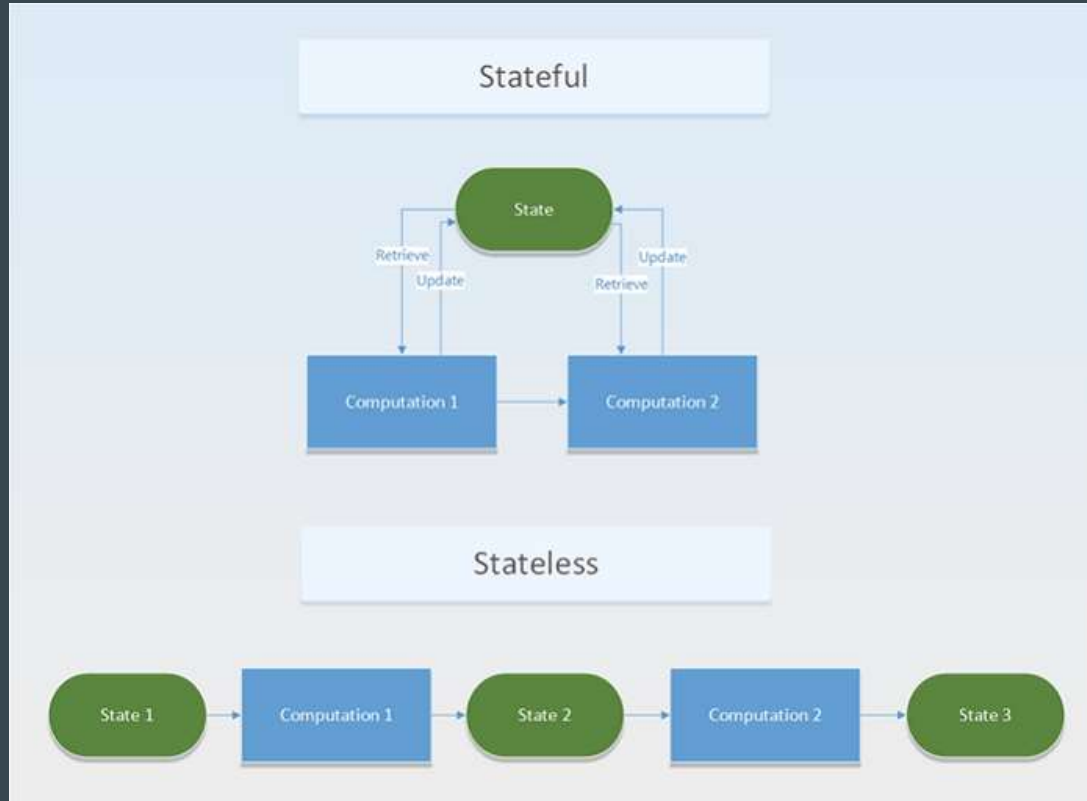 Stateful
State
Retrieve
Update
Update
Retrieve
Computation 1
Computation 2
Stateless
State 1
Computation 1
State 2
Computation 2
State 3